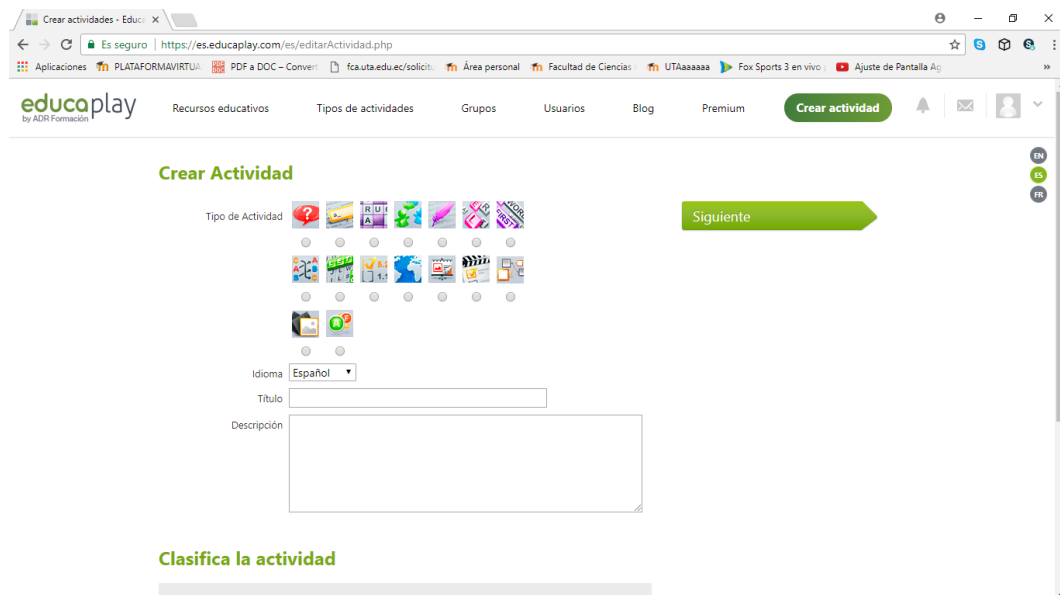 Crear actividades - Educa
Es seguro | https://es.educaplay.com/es/editarActividad.php
Aplicaciones PLATAFORMAVIRTUA PDF a DOC – Convert fca.uta.edu.ec/solicitu Área personal Facultad de Ciencias UTAaaaaaa Fox Sports 3 en vivo Ajuste de Pantalla Ag »
educaplay
by ADR Formación
Recursos educativos Tipos de actividades Grupos Usuarios Blog Premium Crear actividad
EN
ES
FR
Crear Actividad
Tipo de Actividad
Siguiente
Idioma Español
Título
Descripción
Clasifica la actividad